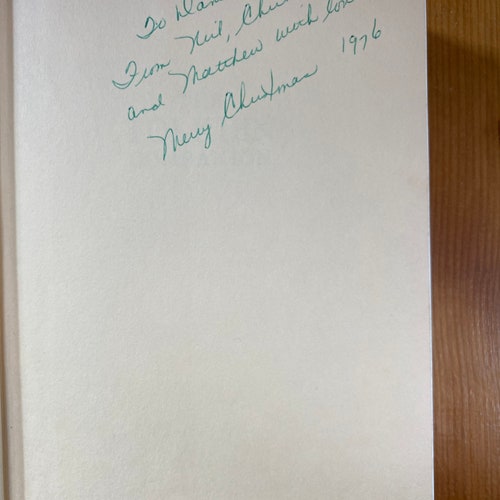 To
From Neil,
and Matthew with
Merry Christmas 1976